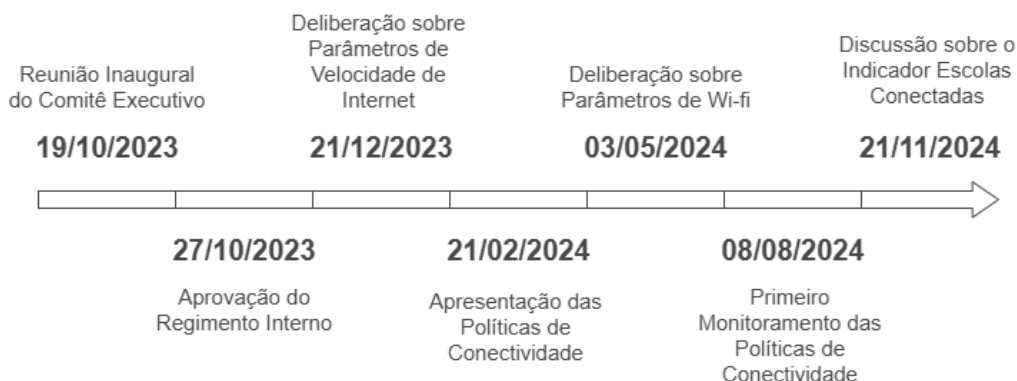 Reunião Inaugural
do Comitê Executivo
19/10/2023
27/10/2023
Aprovação do
Regimento Interno
Deliberação sobre
Parâmetros de
Velocidade de
Internet
21/12/2023
21/02/2024
Apresentação das
Políticas de
Conectividade
Deliberação sobre
Parâmetros de Wi-fi
03/05/2024
08/08/2024
Primeiro
Monitoramento das
Políticas de
Conectividade
Discussão sobre o
Indicador Escolas
Conectadas
21/11/2024